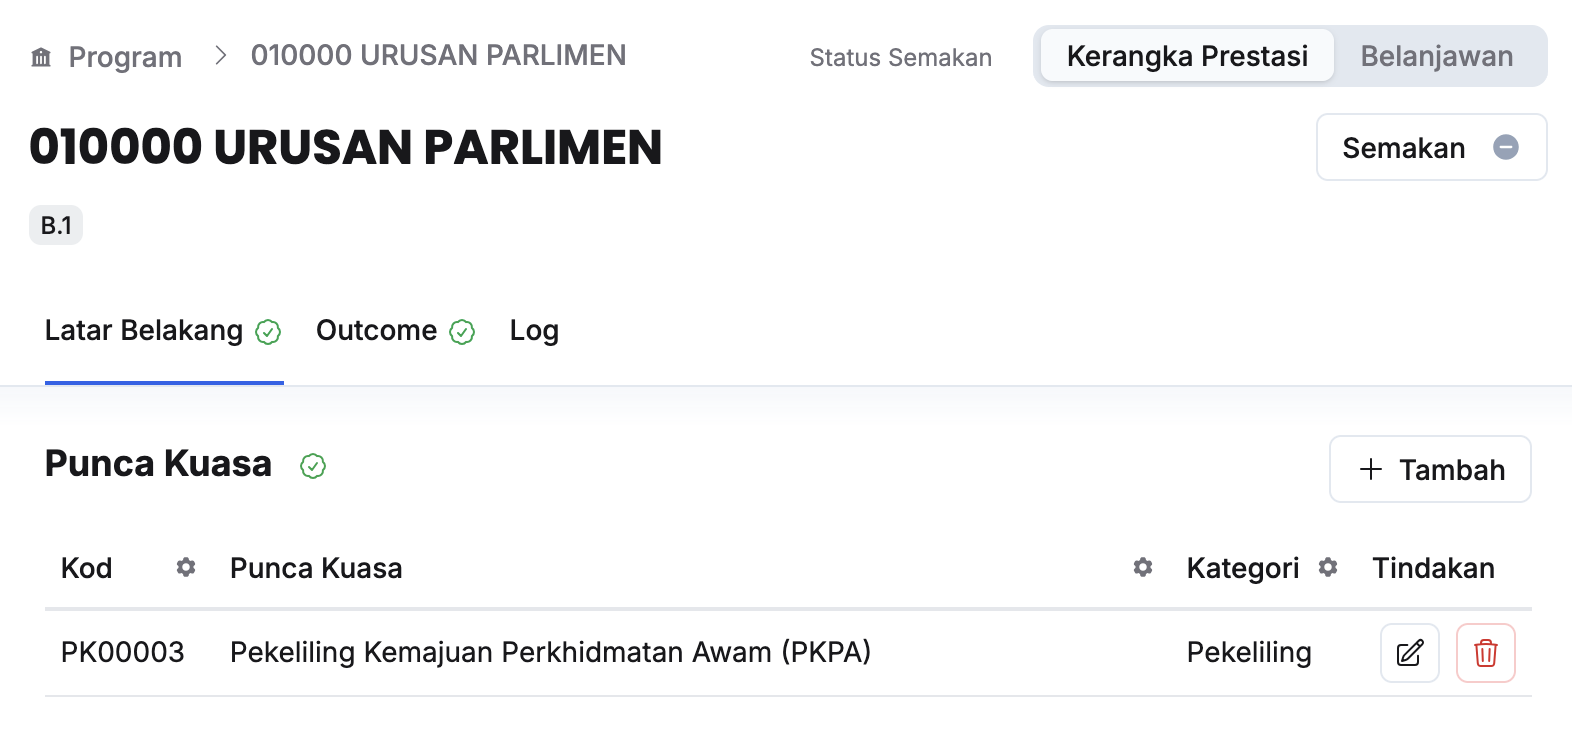 Program > 010000 URUSAN PARLIMEN Status Semakan Kerangka Prestasi Belanjawan
010000 URUSAN PARLIMEN Semakan
B.1
Latar Belakang Outcome Log
Punca Kuasa + Tambah
Kod Punca Kuasa Kategori Tindakan
PK00003 Pekeliling Kemajuan Perkhidmatan Awam (PKPA) Pekeliling